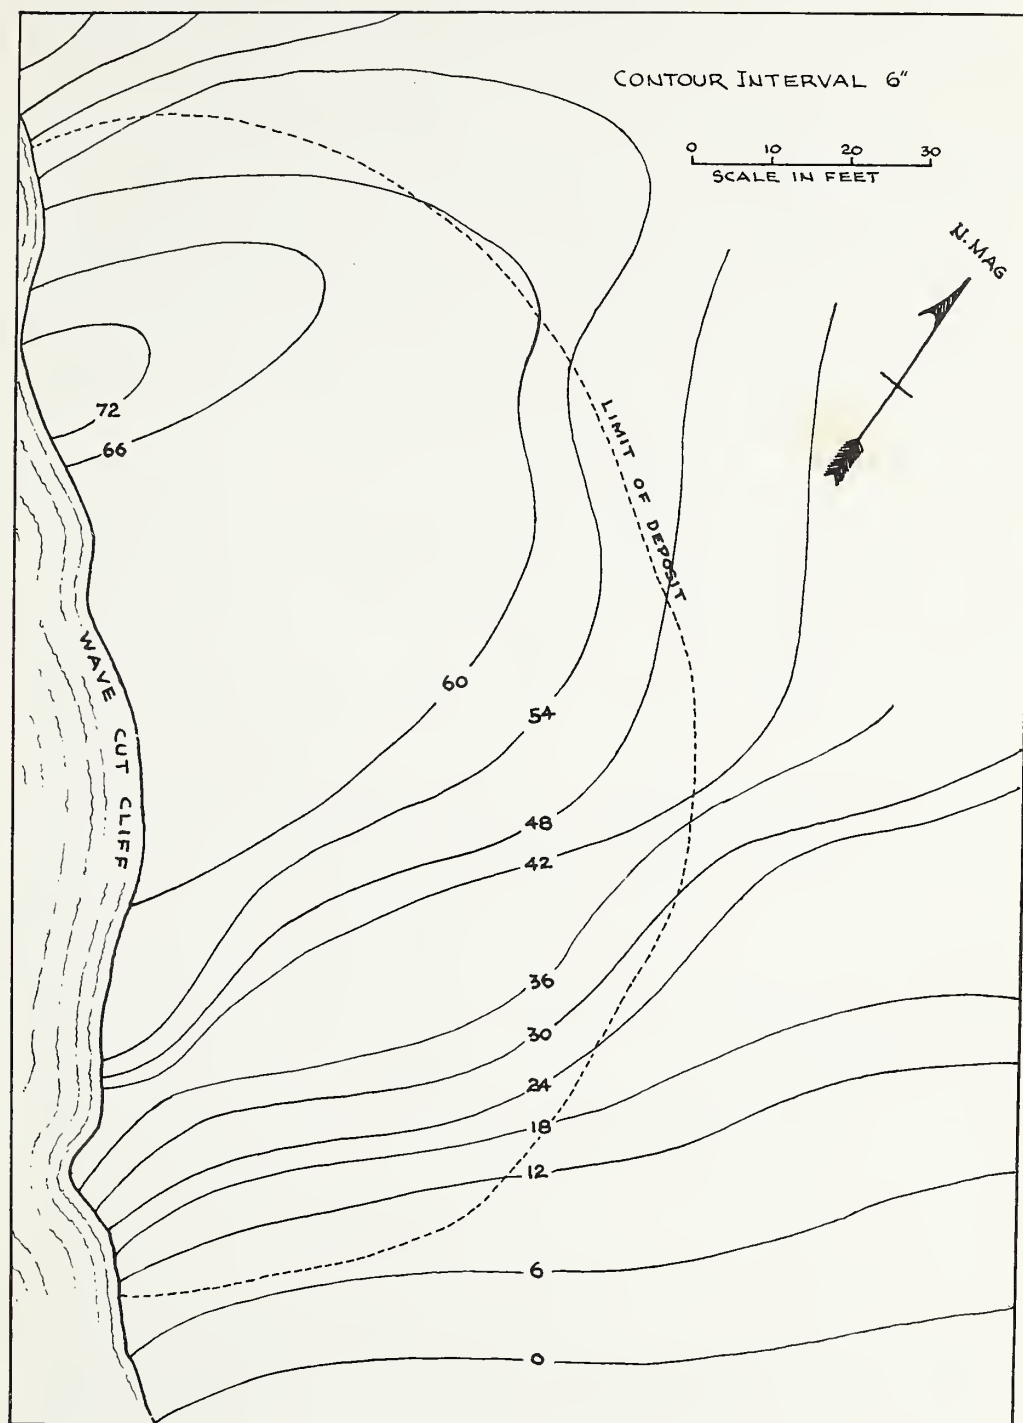 CONTOUR INTERVAL 6"
0 10 20 30
SCALE IN FEET
N. MAG
72
66
LIMIT OF DEPOSIT
WAVE CUT CLIFF
60
54
48
42
36
30
24
18
12
6
0